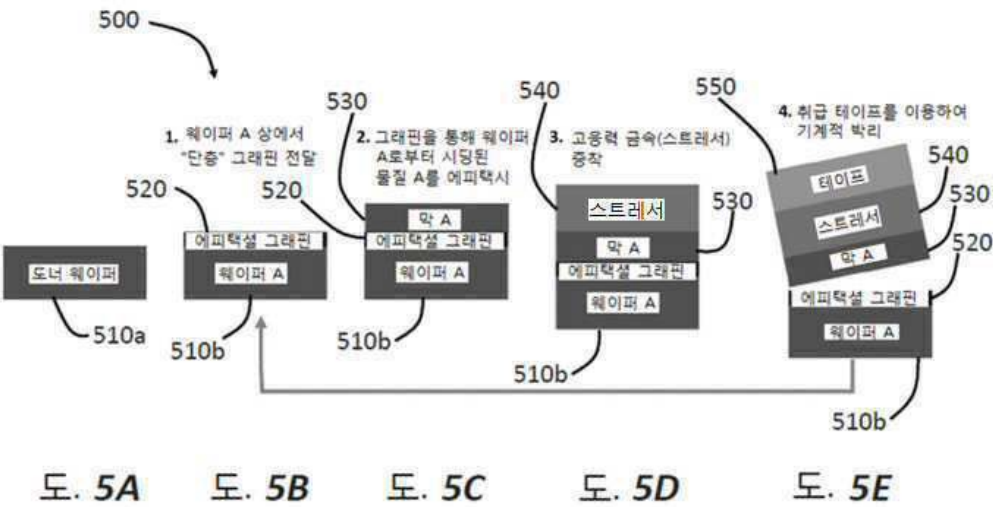 500
1. 웨이퍼 A 상에서
"단층" 그래핀 전달
530
2. 그래핀을 통해 웨이퍼
A로부터 시딩된
물질 A를 에피택시
540
3. 고응력 금속(스트레서)
증착
550
4. 취급 테이프를 이용하여
기계적 박리
도너 웨이퍼
510a
520
에피택셜 그래핀
웨이퍼 A
510b
520
막 A
에피택셜 그래핀
웨이퍼 A
510b
스트레서
530
막 A
에피택셜 그래핀
웨이퍼 A
510b
테이프
540
스트레서
530
막 A
520
에피택셜 그래핀
웨이퍼 A
510b
도. 5A
도. 5B
도. 5C
도. 5D
도. 5E